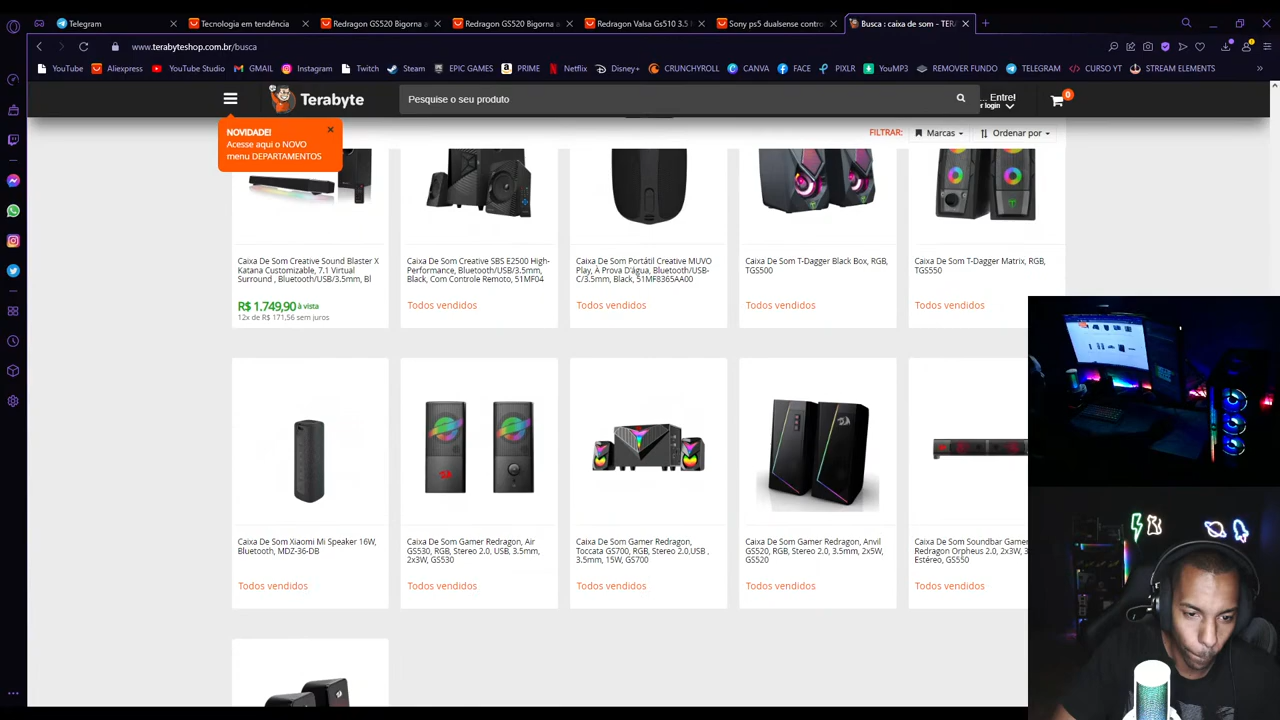 Telegram
Tecnologia em tendência
Redragon GS520 Bigorna a
Redragon GS520 Bigorna a
Redragon Valsa Gs510 3.5
Sony ps5 dualsense contro
Busca : caixa de som - TER
www.terabyteshop.com.br/busca
YouTube
Aliexpress
YouTube Studio
GMAIL
Instagram
Twitch
Steam
EPIC GAMES
PRIME
Netflix
Disney+
CRUNCHYROLL
CANVA
FACE
PIXLR
YouMP3
REMOVER FUNDO
TELEGRAM
CURSO YT
STREAM ELEMENTS
Terabyte
Pesquise o seu produto
... Entre!
r login
0
NOVIDADE!
Acesse aqui o NOVO
menu DEPARTAMENTOS
FILTRAR:
Marcas
Ordenar por
Caixa De Som Creative Sound Blaster X
Katana Customizable, 7.1 Virtual
Surround , Bluetooth/USB/3.5mm, Bl
R$ 1.749,90 à vista
12x de R$ 171,56 sem juros
Caixa De Som Creative SBS E2500 High-
Performance, Bluetooth/USB/3.5mm,
Black, Com Controle Remoto, 51MF04
Todos vendidos
Caixa De Som Portátil Creative MUVO
Play, À Prova D'água, Bluetooth/USB-
C/3.5mm, Black, 51MF8365AA00
Todos vendidos
Caixa De Som T-Dagger Black Box, RGB,
TGS500
Todos vendidos
Caixa De Som T-Dagger Matrix, RGB,
TGS550
Todos vendidos
Caixa De Som Xiaomi Mi Speaker 16W,
Bluetooth, MDZ-36-DB
Todos vendidos
Caixa De Som Gamer Redragon, Air
GS530, RGB, Stereo 2.0, USB, 3.5mm,
2x3W, GS530
Todos vendidos
Caixa De Som Gamer Redragon,
Toccata GS700, RGB, Stereo 2.0,USB ,
3.5mm, 15W, GS700
Todos vendidos
Caixa De Som Gamer Redragon, Anvil
GS520, RGB, Stereo 2.0, 3.5mm, 2x5W,
GS520
Todos vendidos
Caixa De Som Soundbar Gamer
Redragon Orpheus 2.0, 2x3W, 3
Estéreo, GS550
Todos vendidos